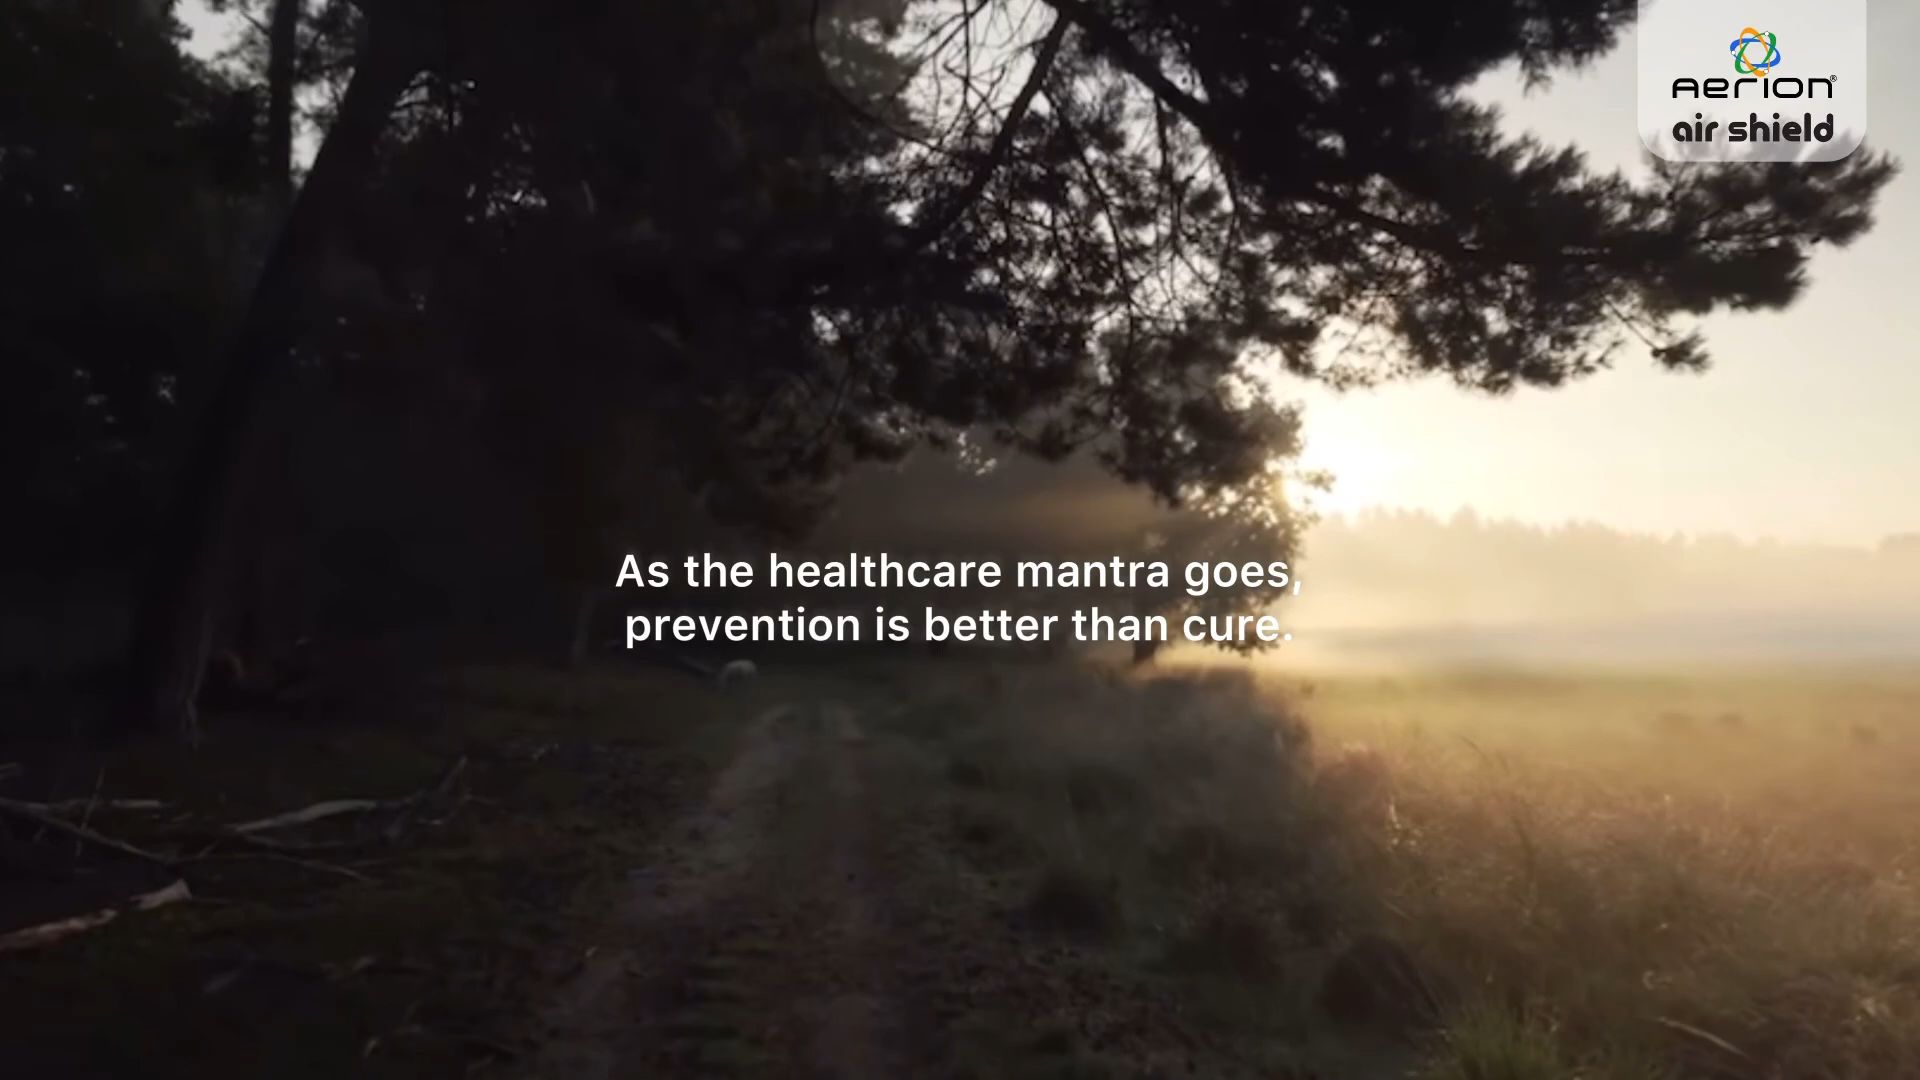 aerion®
air shield
As the healthcare mantra goes,
prevention is better than cure.